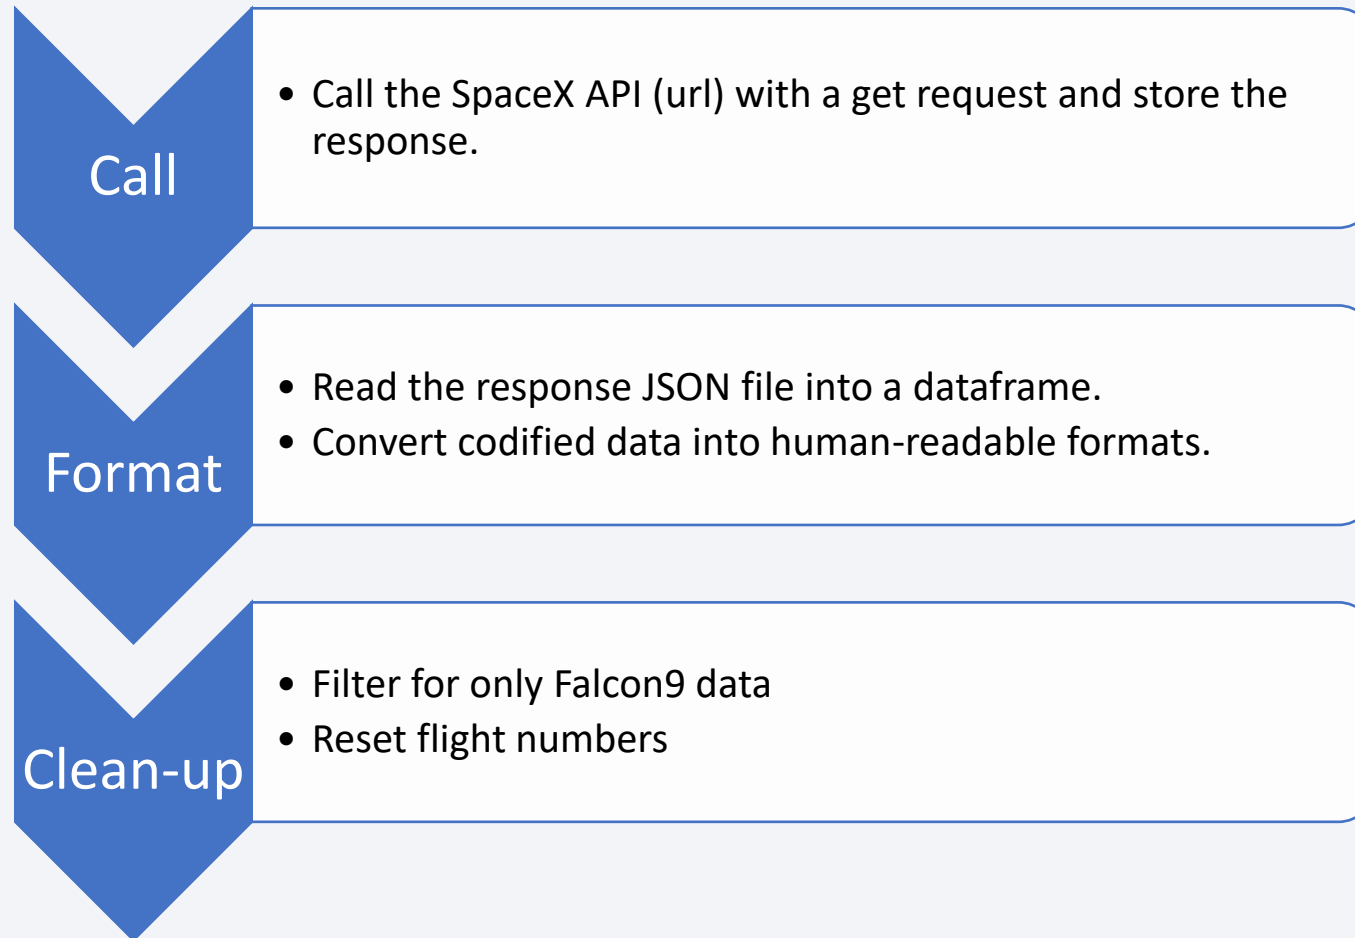 Call
• Call the SpaceX API (url) with a get request and store the
response.
Format
• Read the response JSON file into a dataframe.
• Convert codified data into human-readable formats.
Clean-up
• Filter for only Falcon9 data
• Reset flight numbers